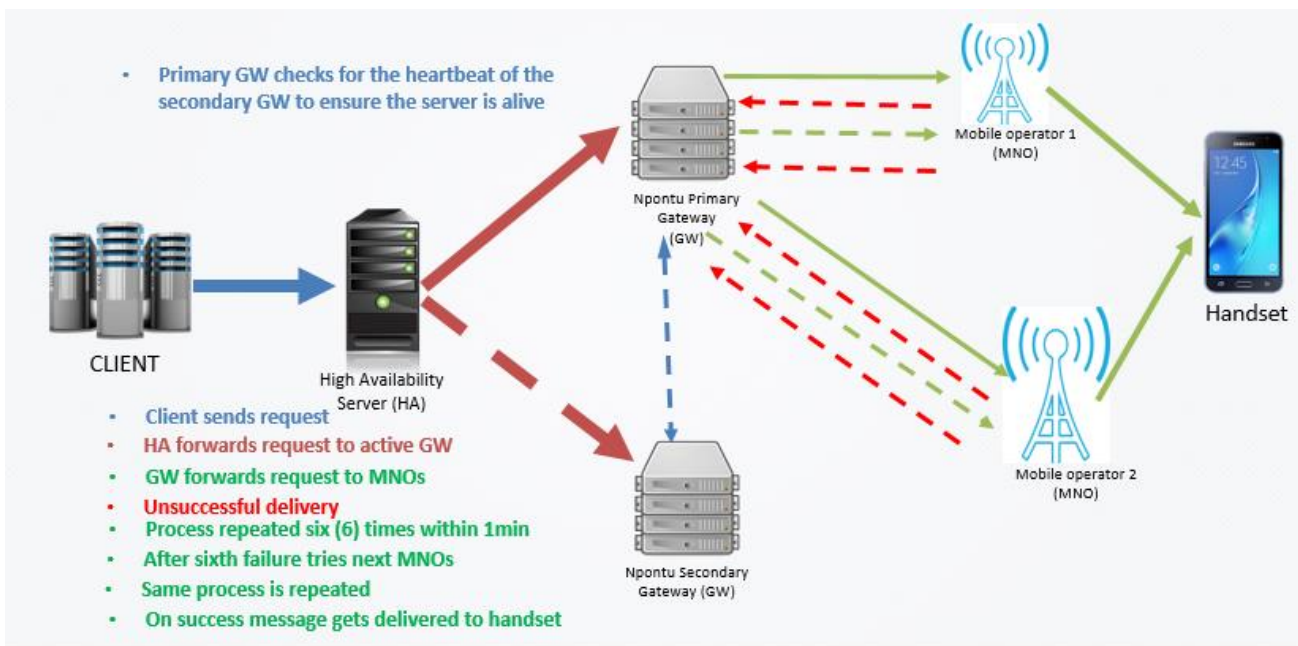 • Primary GW checks for the heartbeat of the
secondary GW to ensure the server is alive
Mobile operator 1
(MNO)
SAMSUNG
12:45
Npontu Primary
Gateway
(GW)
Handset
CLIENT
High Availability
Server (HA)
• Client sends request
• HA forwards request to active GW
• GW forwards request to MNOs
• Unsuccessful delivery
• Process repeated six (6) times within 1min
• After sixth failure tries next MNOs
• Same process is repeated
• On success message gets delivered to handset
Mobile operator 2
(MNO)
Npontu Secondary
Gateway (GW)